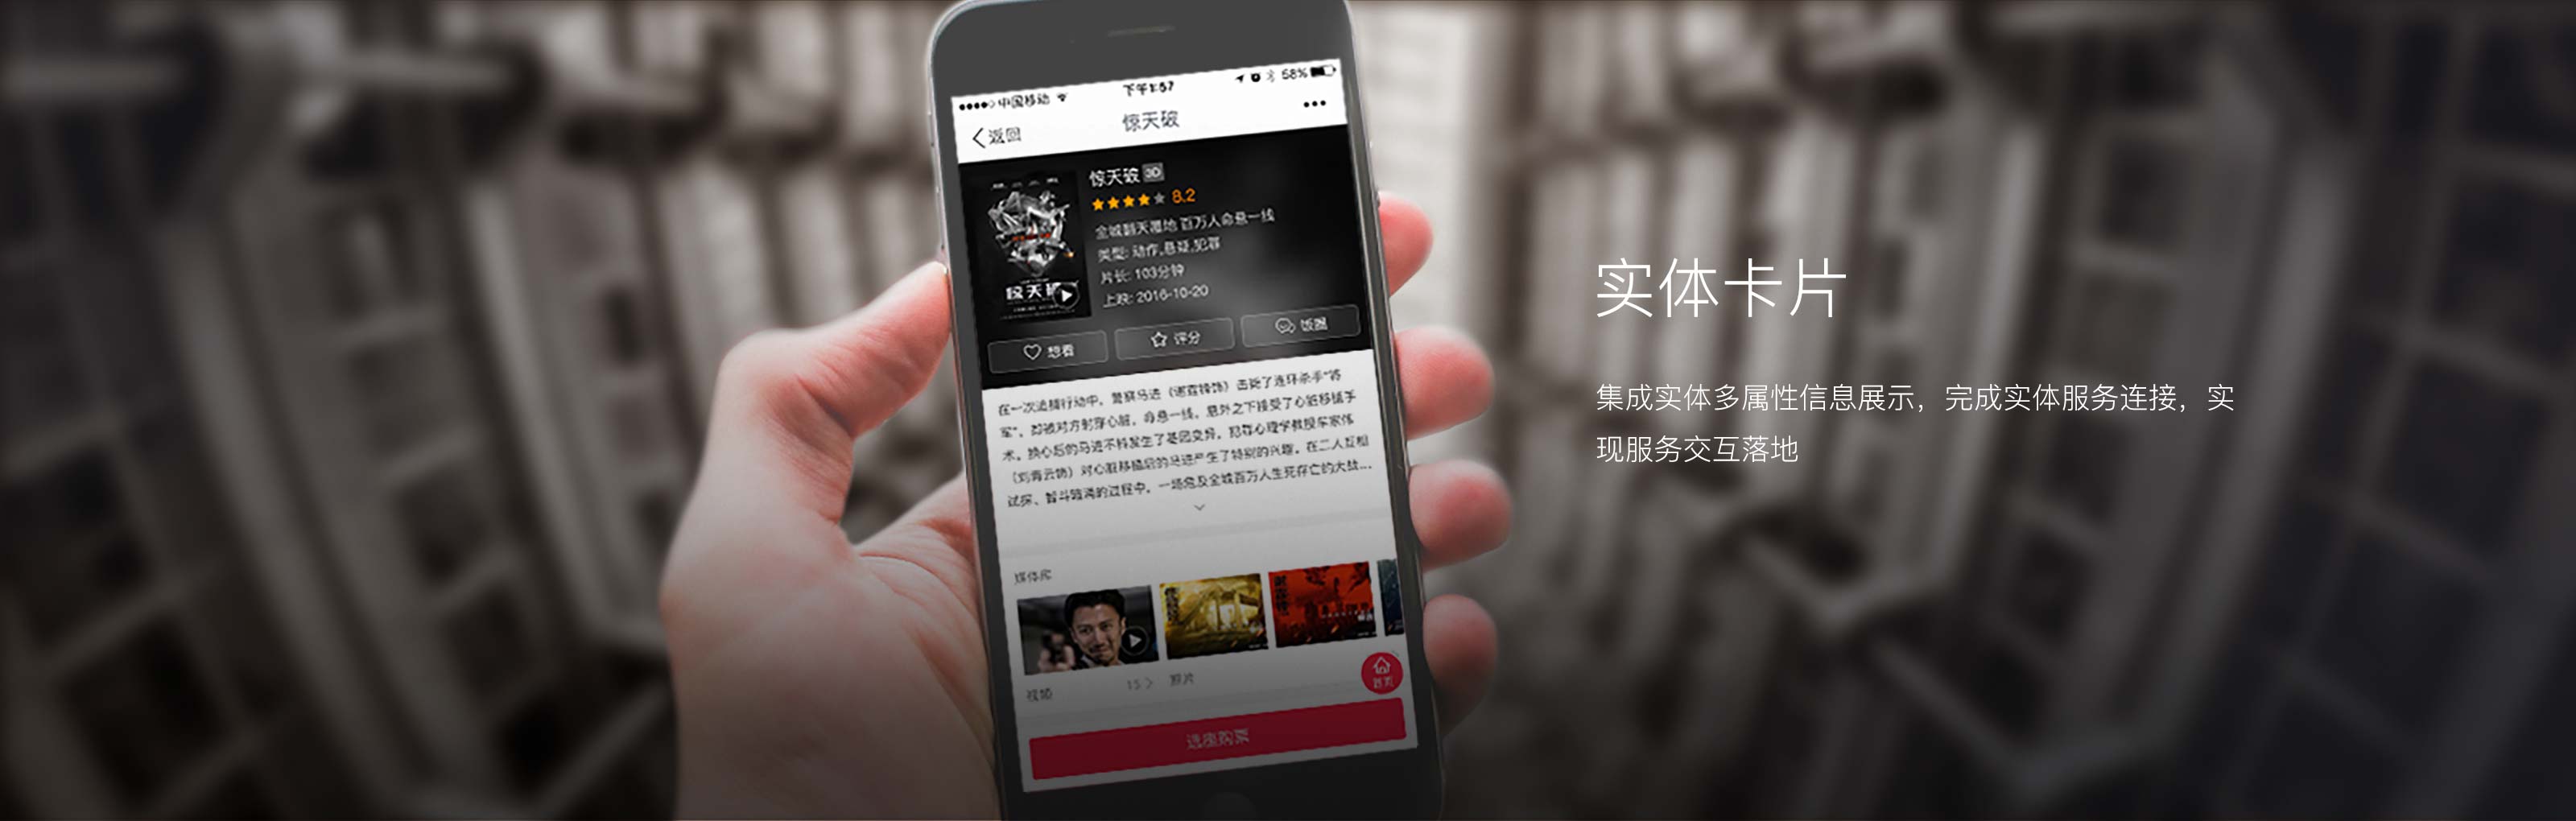 中国移动
下午1:57
58%
返回
惊天破
惊天破 3D
8.2
全城翻天覆地 百万人命悬一线
类型: 动作,悬疑,犯罪
片长: 103分钟
上映: 2016-10-20
想看
评分
饭圈
在一次追捕行动中，警察马进（谢霆锋饰）击毙了连环杀手“将
军”，却被对方射穿心脏，命悬一线，意外之下接受了心脏移植手
术。换心后的马进不料发生了基因变异，犯罪心理学教授车家伟
（刘青云饰）对心脏移植后的马进产生了特别的兴趣，在二人互相
试探、智斗暗涌的过程中，一场危及全城百万人生死存亡的大战...
媒体库
视频
15
照片
首页
选座购票
实体卡片
集成实体多属性信息展示，完成实体服务连接，实
现服务交互落地